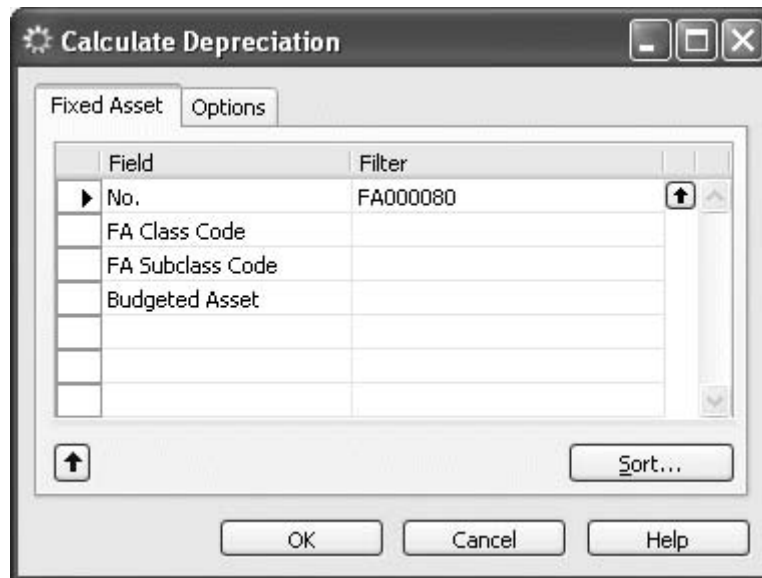 Calculate Depreciation
Fixed Asset Options
Field Filter
No. FA000080
FA Class Code
FA Subclass Code
Budgeted Asset
Sort...
OK Cancel Help